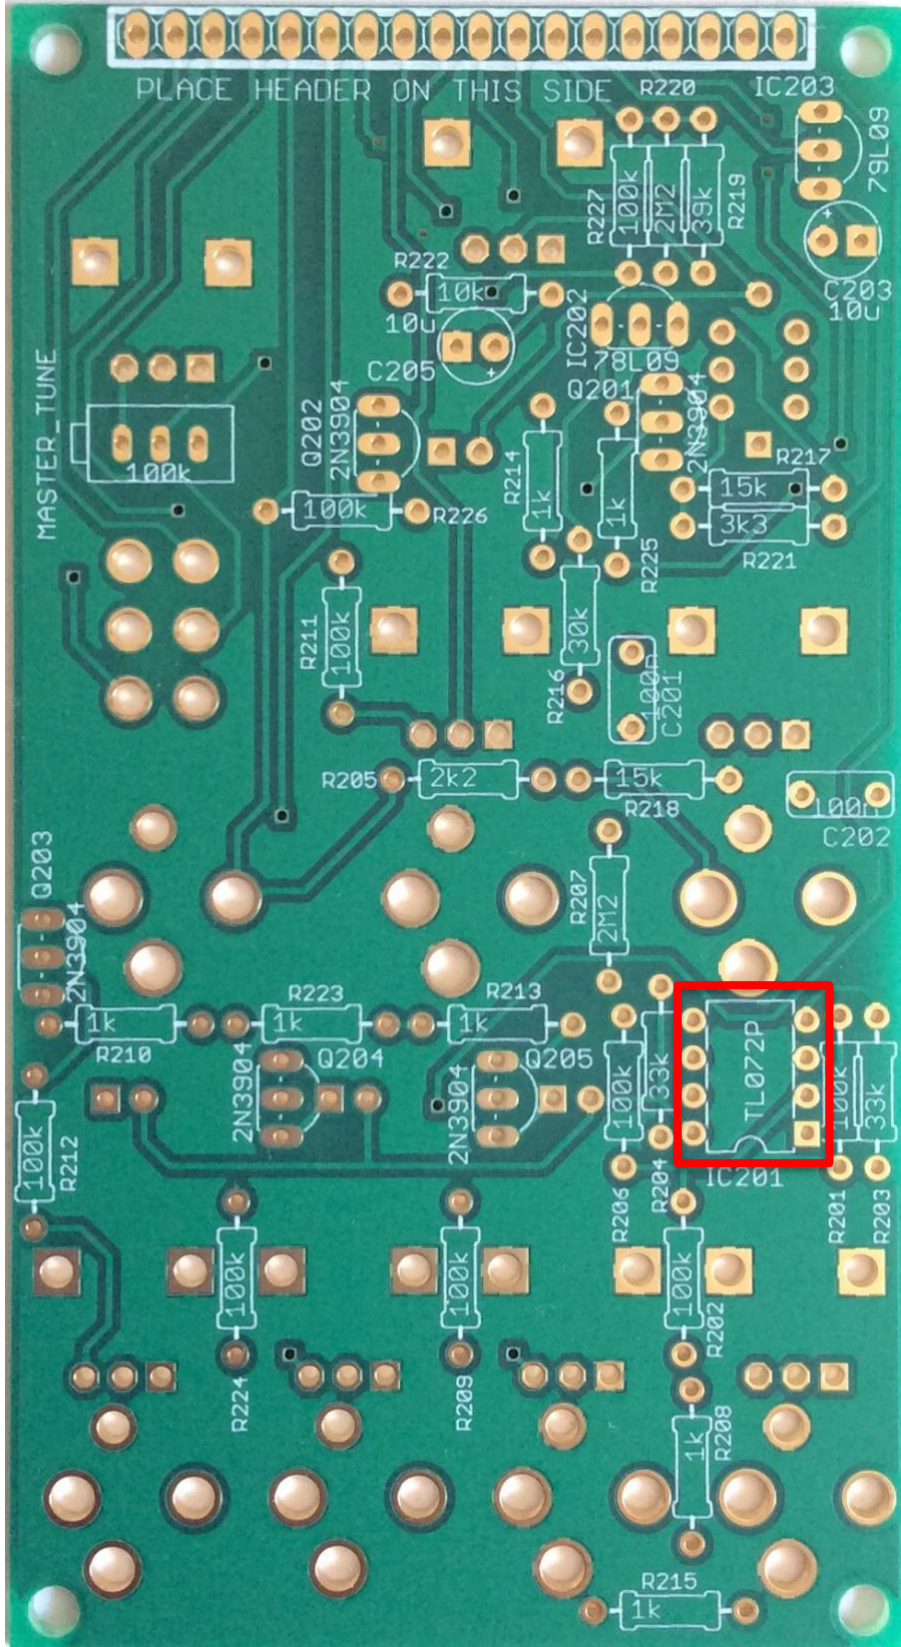 PLACE HEADER ON THIS SIDE
R220
IC203
79L09
R227
100k
2M2
39k
R219
R222
10k
10u
C205
IC202
78L09
C203
10u
MASTER_TUNE
100k
Q202
2N3904
Q201
2N3904
R214
1k
1k
R225
R217
15k
3k3
R221
100k
R226
R211
100k
30k
R216
100n
C201
R205
2k2
15k
R218
100n
C202
Q203
2N3904
R207
2M2
1k
R210
R223
1k
R213
1k
Q204
2N3904
Q205
2N3904
100k
R206
33k
R204
TL072P
IC201
100k
R201
33k
R203
100k
R212
100k
R224
100k
R209
100k
R202
1k
R208
R215
1k